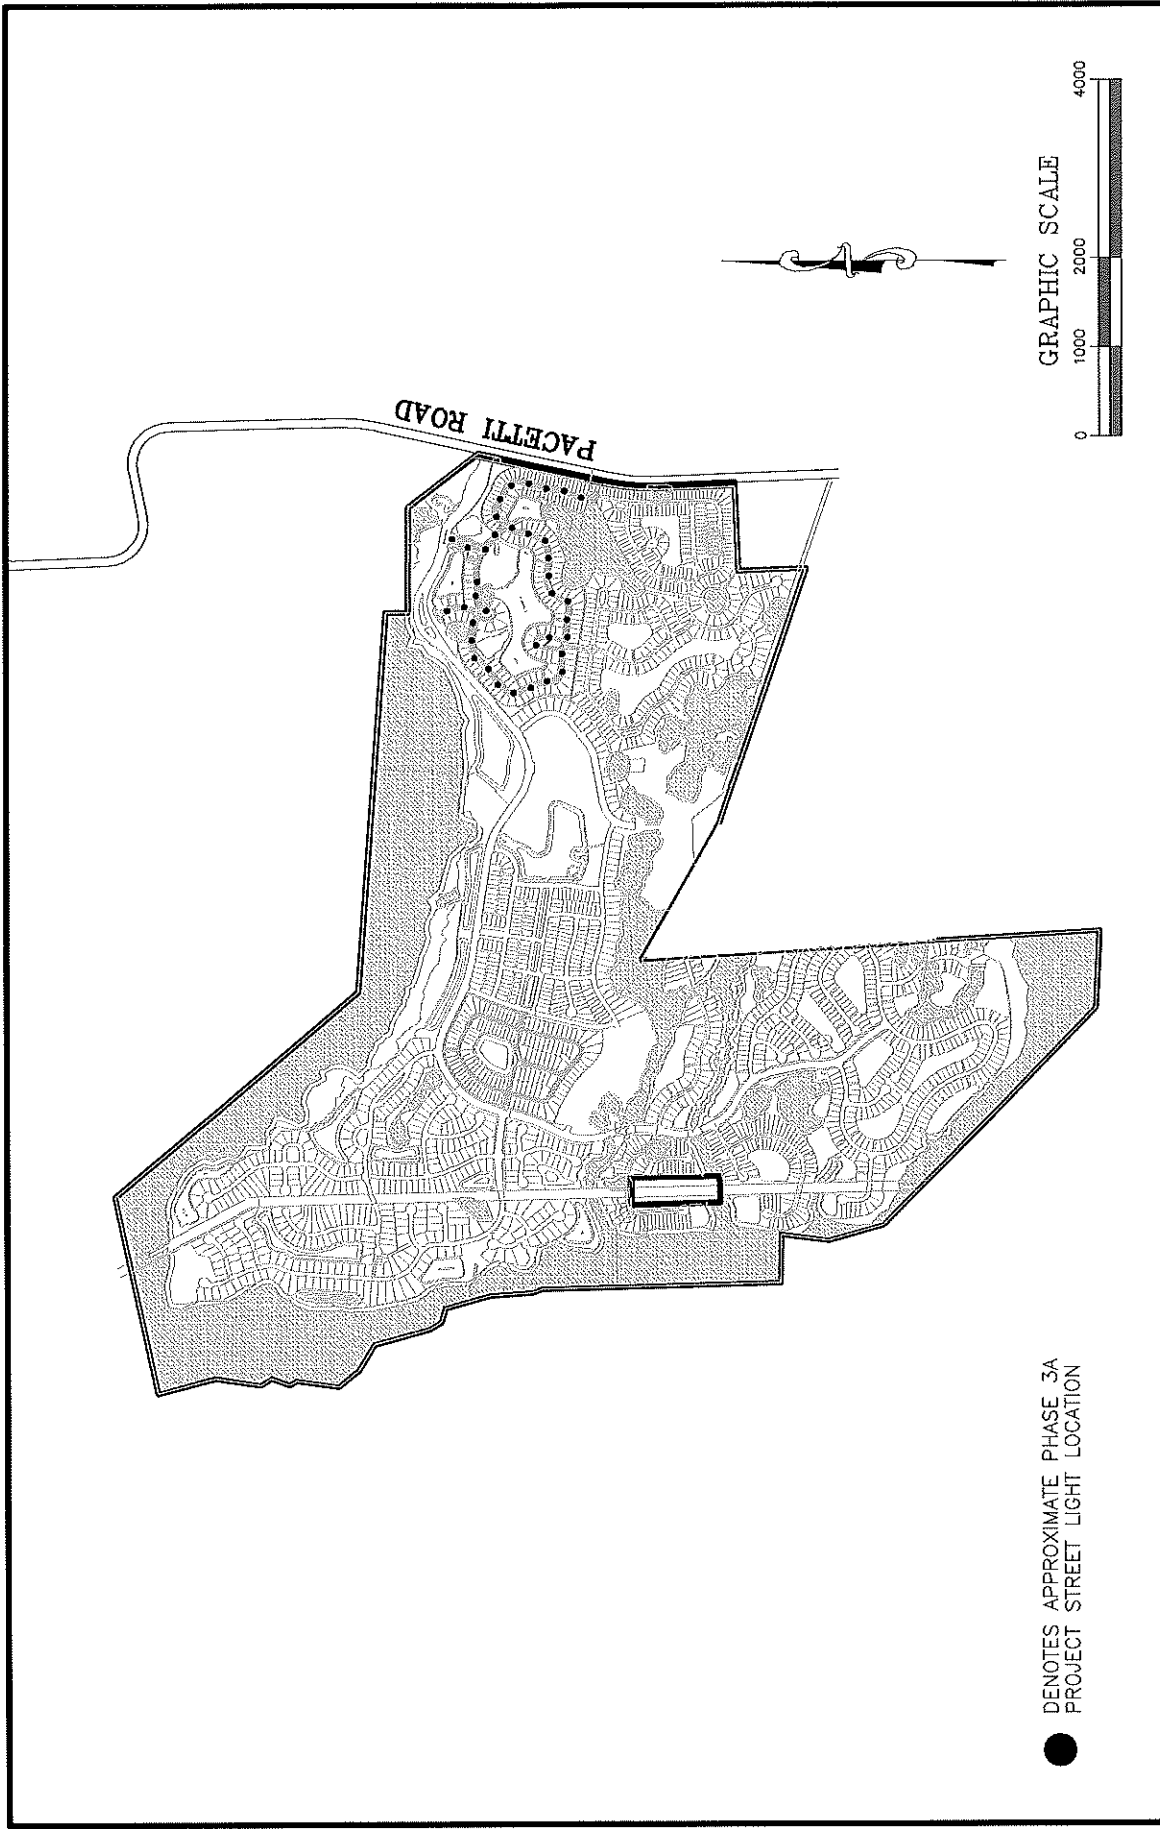 PACETTI ROAD
N
GRAPHIC SCALE
0 1000 2000 4000
DENOTES APPROXIMATE PHASE 3A
PROJECT STREET LIGHT LOCATION